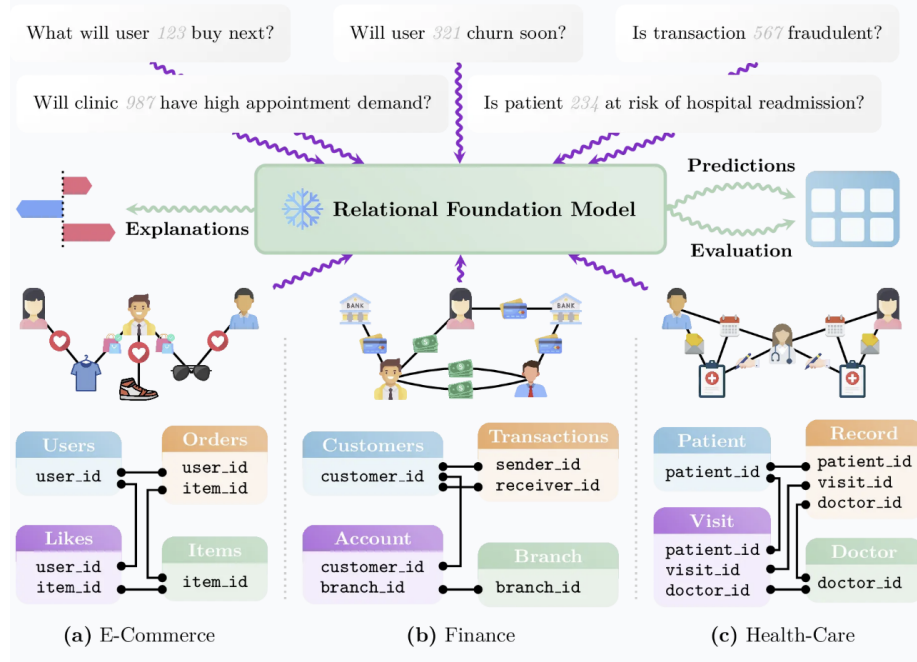 What will user 123 buy next?
Will user 321 churn soon?
Is transaction 567 fraudulent?
Will clinic 987 have high appointment demand?
Is patient 234 at risk of hospital readmission?
Explanations
Relational Foundation Model
Predictions
Evaluation
BANK
BANK
Users
user_id
Orders
user_id
item_id
Likes
user_id
item_id
Items
item_id
(a) E-Commerce
Customers
customer_id
Transactions
sender_id
receiver_id
Account
customer_id
branch_id
Branch
branch_id
(b) Finance
Patient
patient_id
Record
patient_id
visit_id
doctor_id
Visit
patient_id
visit_id
doctor_id
Doctor
doctor_id
(c) Health-Care